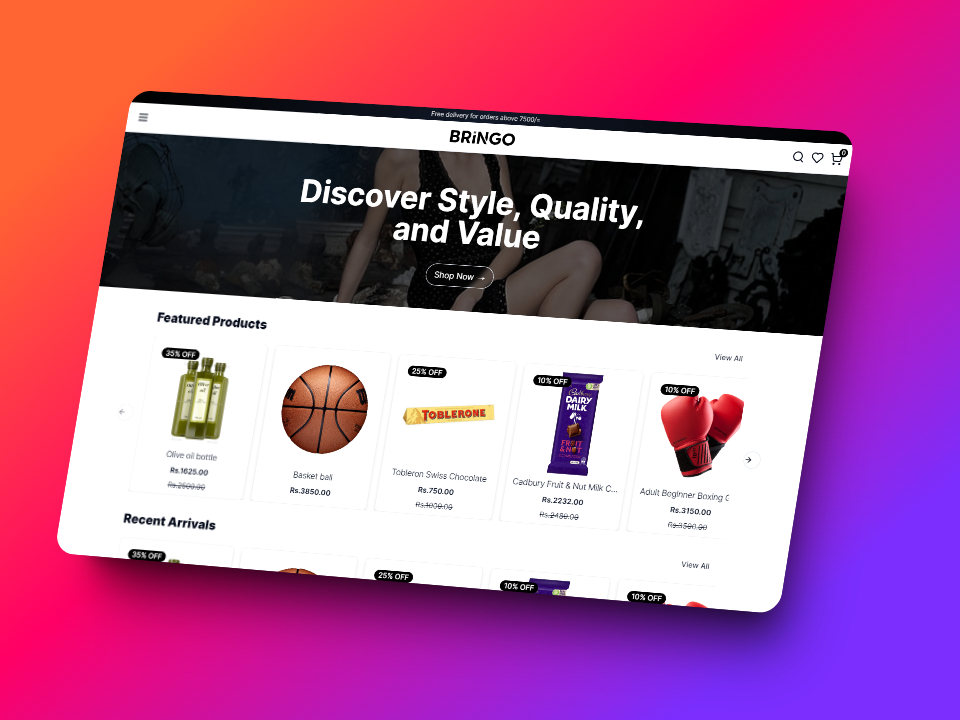 Free delivery for orders above 7500/=
BRiNGO
0
Discover Style, Quality,
and Value
Shop Now →
Featured Products
View All
35% OFF
Olive oil bottle
Rs.1625.00
Rs.2500.00
Basket ball
Rs.3850.00
25% OFF
Tobleron Swiss Chocolate
TOBLERONE
Rs.750.00
Rs.1000.00
10% OFF
Cadbury
DAIRY
MILK
FRUIT
& NUT
Cadbury Fruit & Nut Milk C...
Rs.2232.00
Rs.2480.00
10% OFF
Adult Beginner Boxing
Rs.3150.00
Rs.3500.00
Recent Arrivals
View All
35% OFF
25% OFF
10% OFF
10% OFF